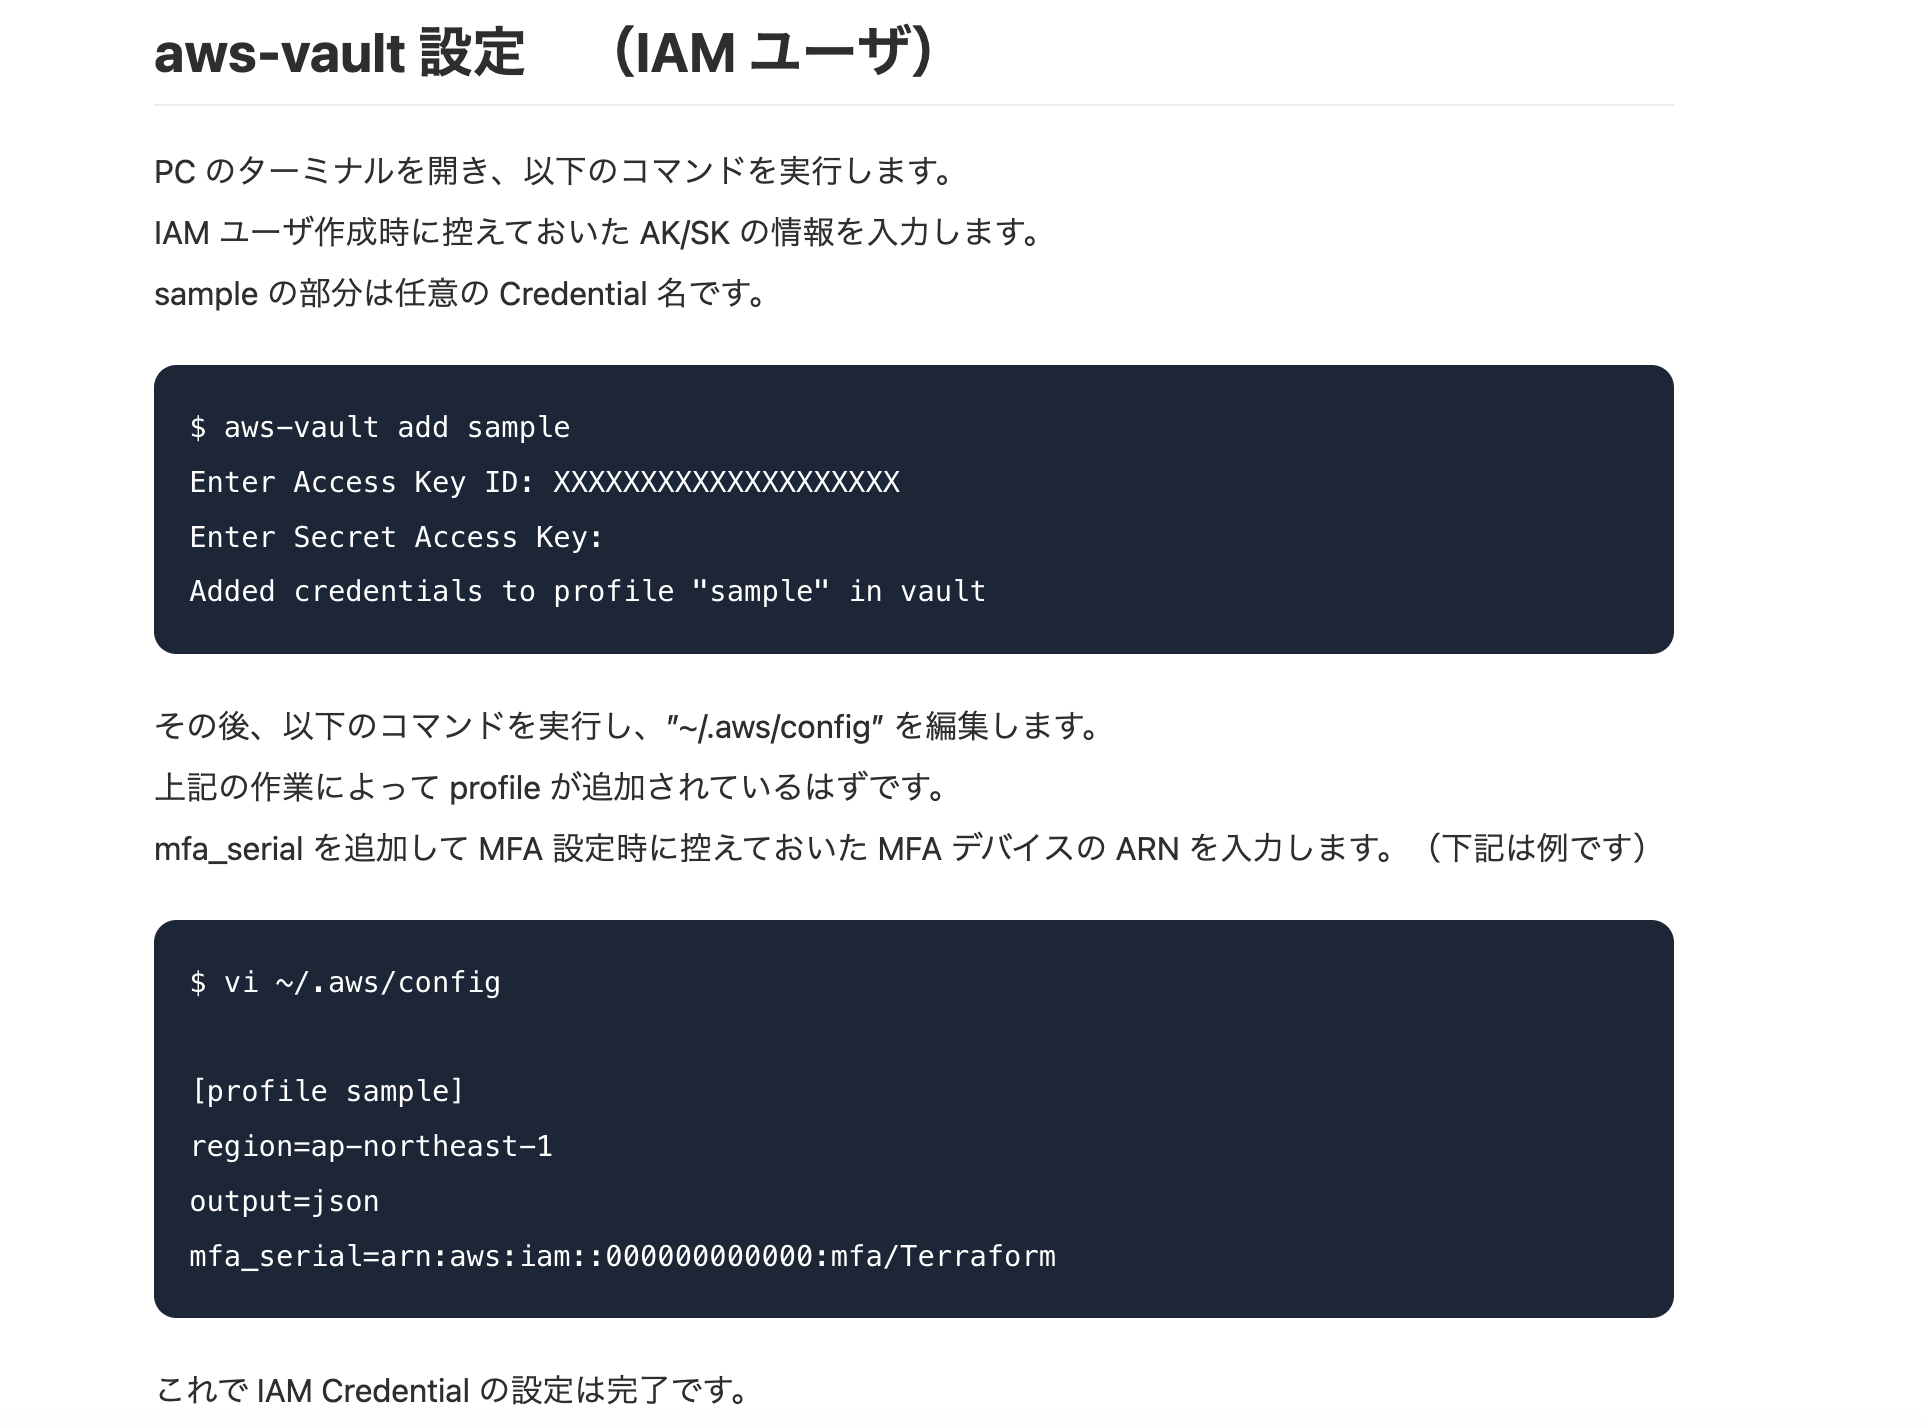 aws-vault 設定　（IAM ユーザ）
PC のターミナルを開き、以下のコマンドを実行します。
IAM ユーザ作成時に控えておいた AK/SK の情報を入力します。
sample の部分は任意の Credential 名です。
$ aws-vault add sample
Enter Access Key ID: XXXXXXXXXXXXXXXXXXXX
Enter Secret Access Key:
Added credentials to profile "sample" in vault
その後、以下のコマンドを実行し、”~/.aws/config” を編集します。
上記の作業によって profile が追加されているはずです。
mfa_serial を追加して MFA 設定時に控えておいた MFA デバイスの ARN を入力します。（下記は例です）
$ vi ~/.aws/config
[profile sample]
region=ap-northeast-1
output=json
mfa_serial=arn:aws:iam::000000000000:mfa/Terraform
これで IAM Credential の設定は完了です。